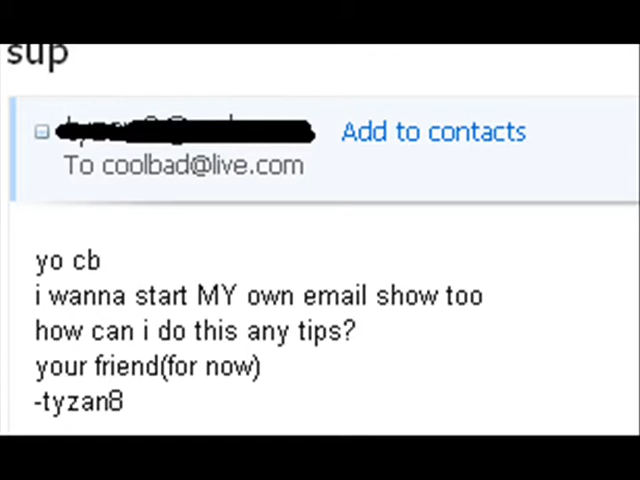 sup
Add to contacts
To coolbad@live.com
yo cb
i wanna start MY own email show too
how can i do this any tips?
your friend(for now)
-tyzan8